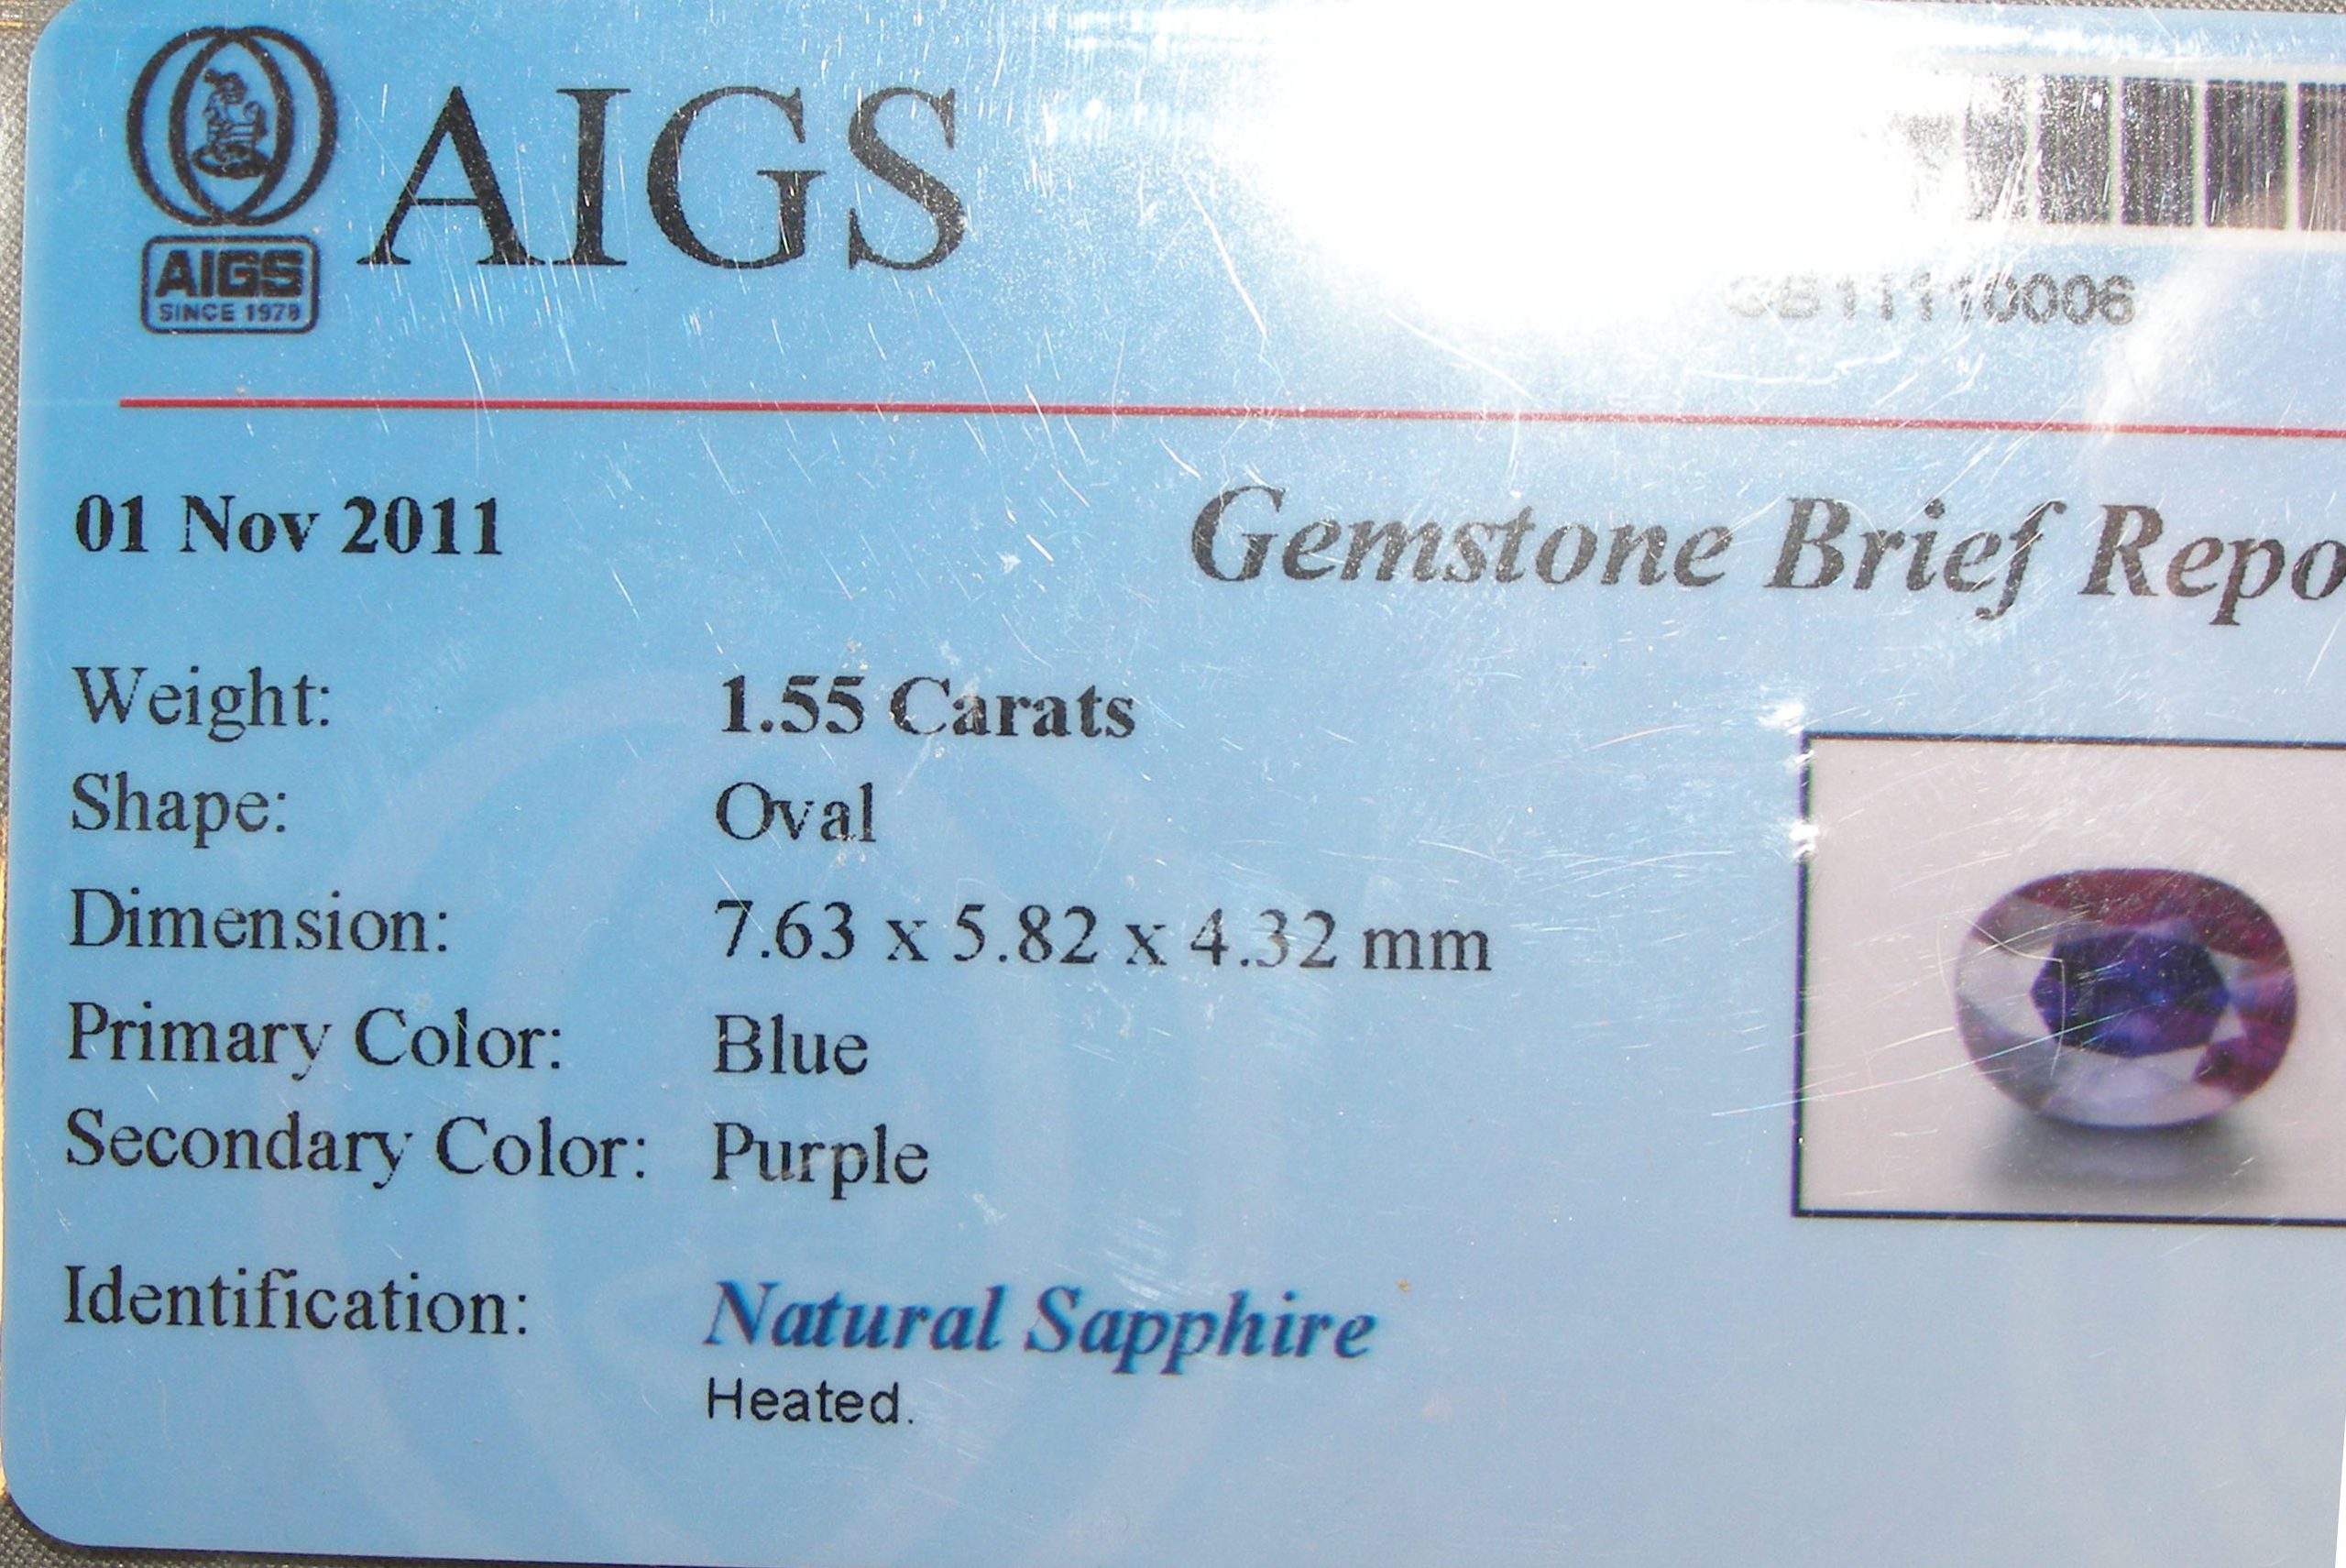 AIGS
AIGS
SINCE 1978
GB11110006
01 Nov 2011
Gemstone Brief Repo
Weight: 1.55 Carats
Shape: Oval
Dimension: 7.63 x 5.82 x 4.32 mm
Primary Color: Blue
Secondary Color: Purple
Identification: Natural Sapphire
Heated.